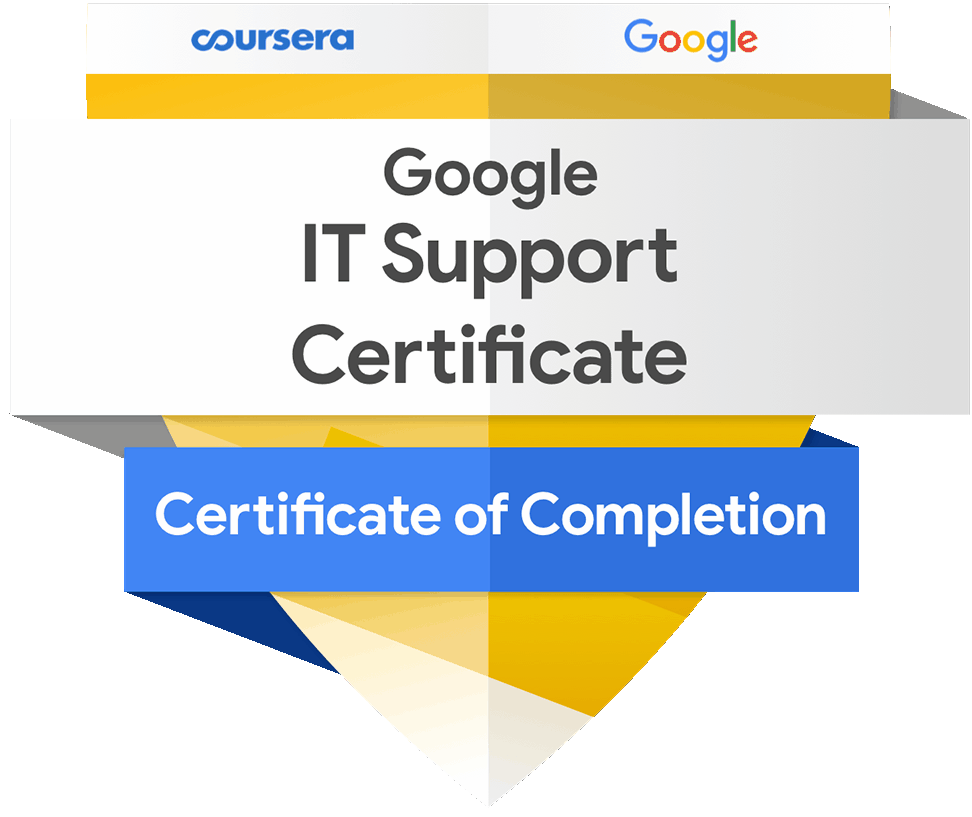 coursera Google
Google
IT Support
Certificate
Certificate of Completion